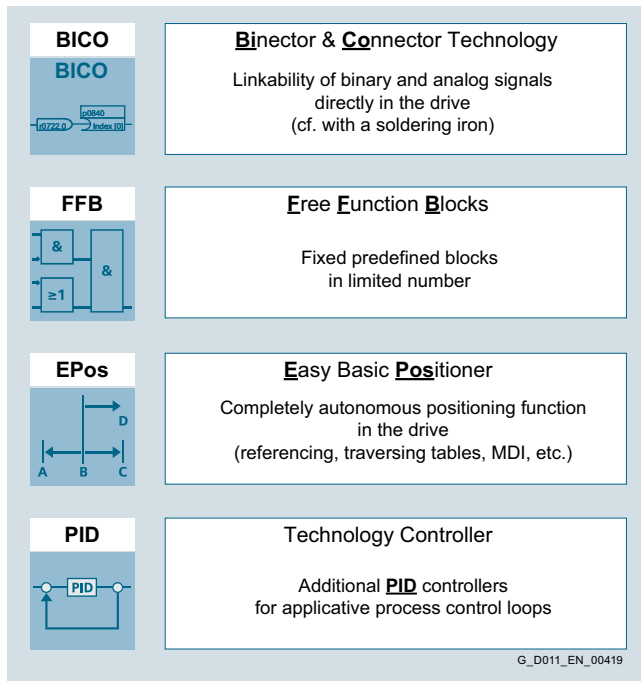 BICO
BICO
p0840
r0722.0
Index [0]
Binector & Connector Technology
Linkability of binary and analog signals
directly in the drive
(cf. with a soldering iron)
FFB
&
&
≥1
Free Function Blocks
Fixed predefined blocks
in limited number
EPos
D
A B C
Easy Basic Positioner
Completely autonomous positioning function
in the drive
(referencing, traversing tables, MDI, etc.)
PID
PID
Technology Controller
Additional PID controllers
for applicative process control loops
G_D011_EN_00419